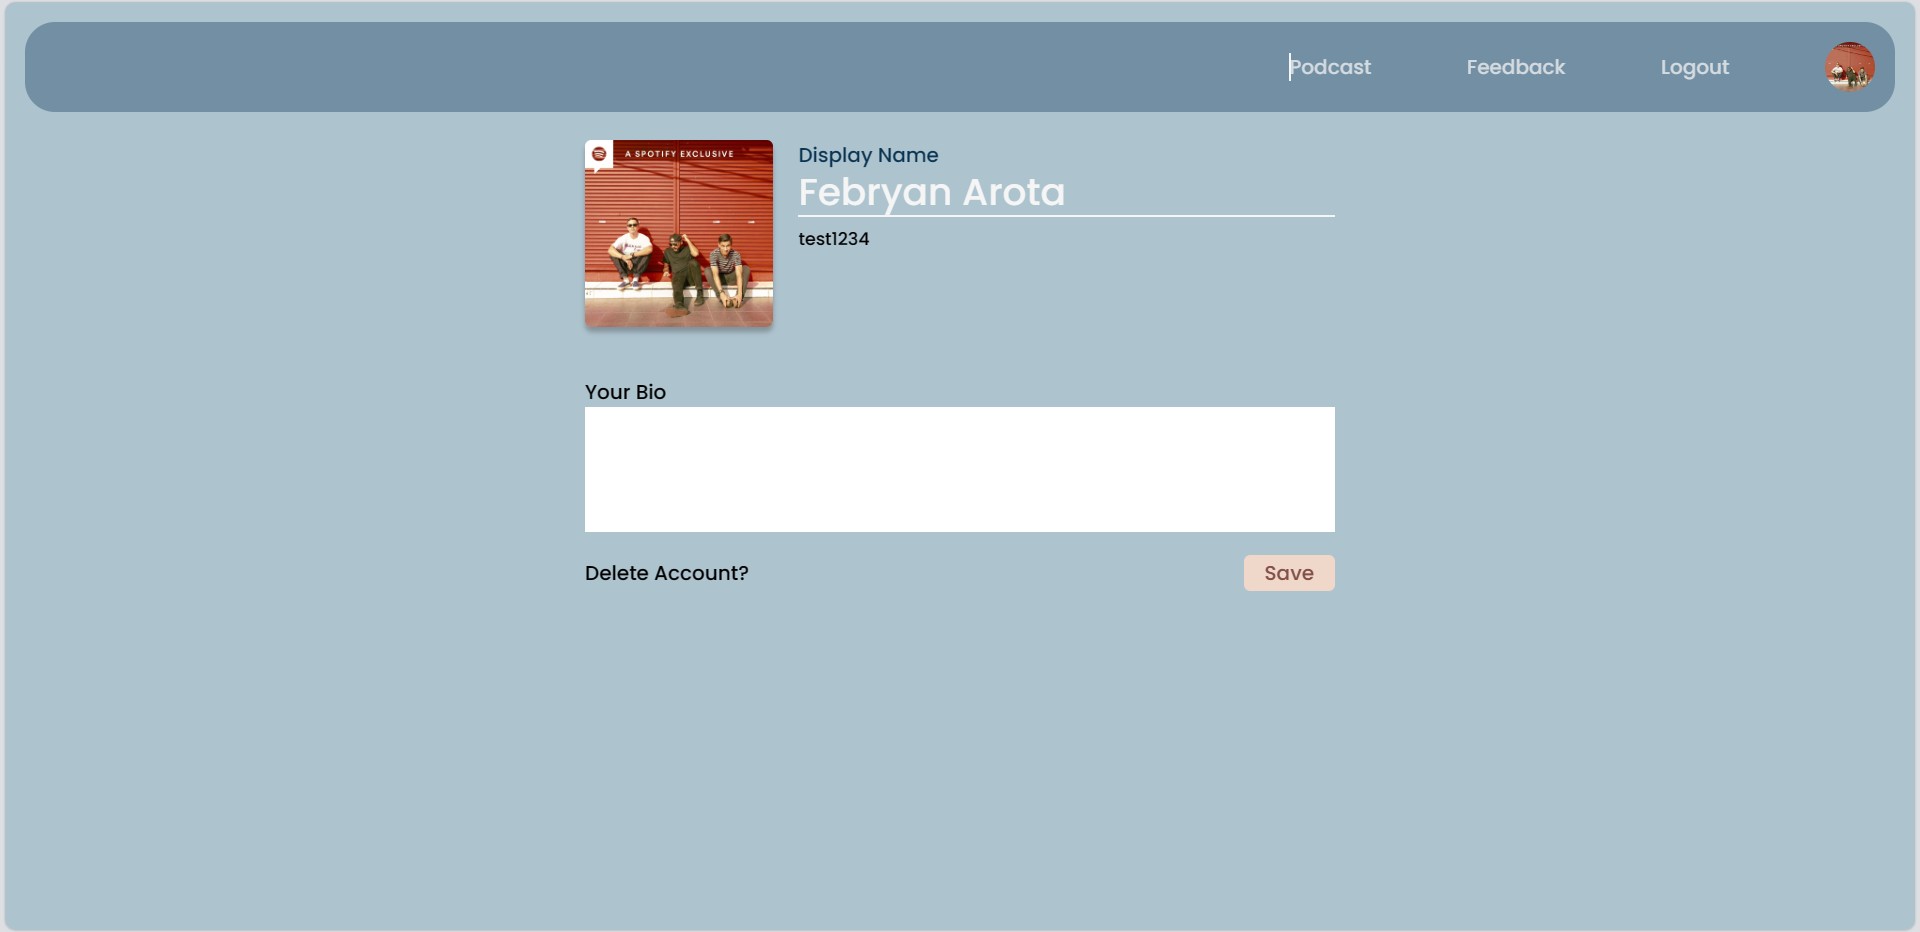 Podcast Feedback Logout
A SPOTIFY EXCLUSIVE
Display Name
Febryan Arota
test1234
Your Bio
Delete Account? Save